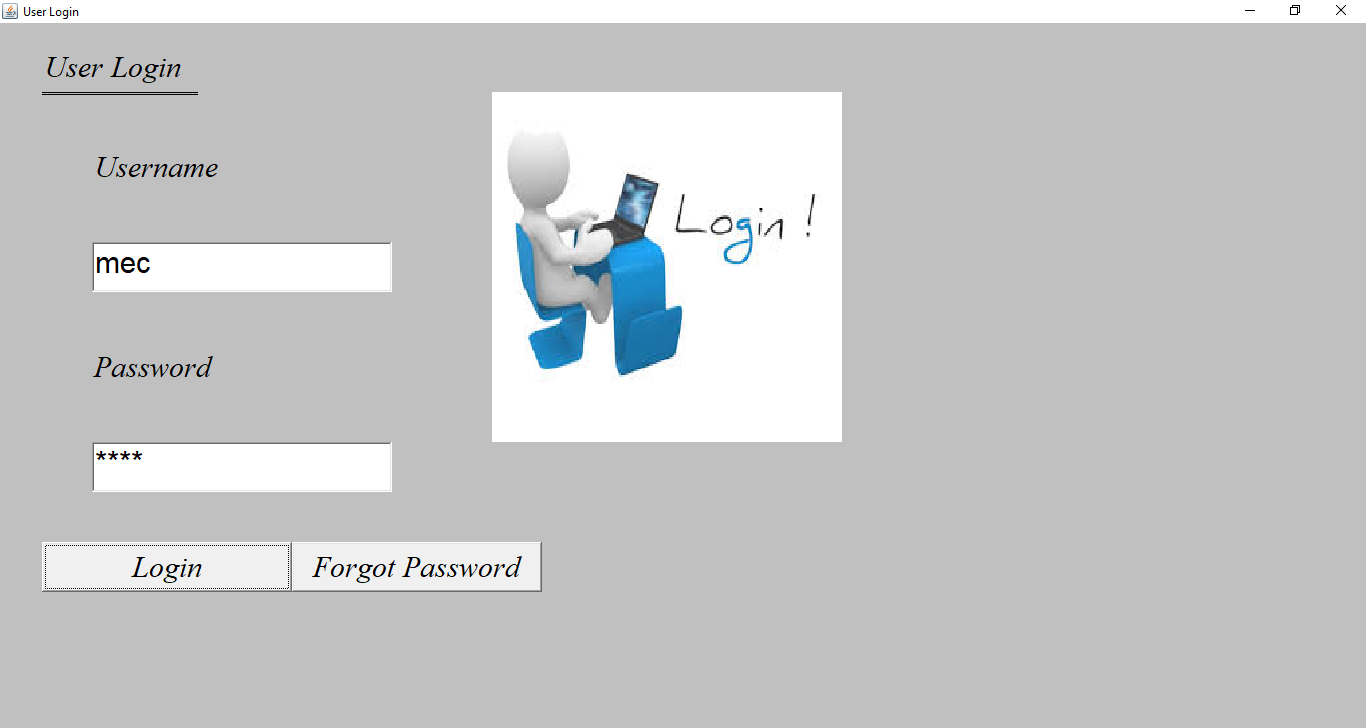 User Login
User Login
Username
mec
Password
****
Login Forgot Password
Login !